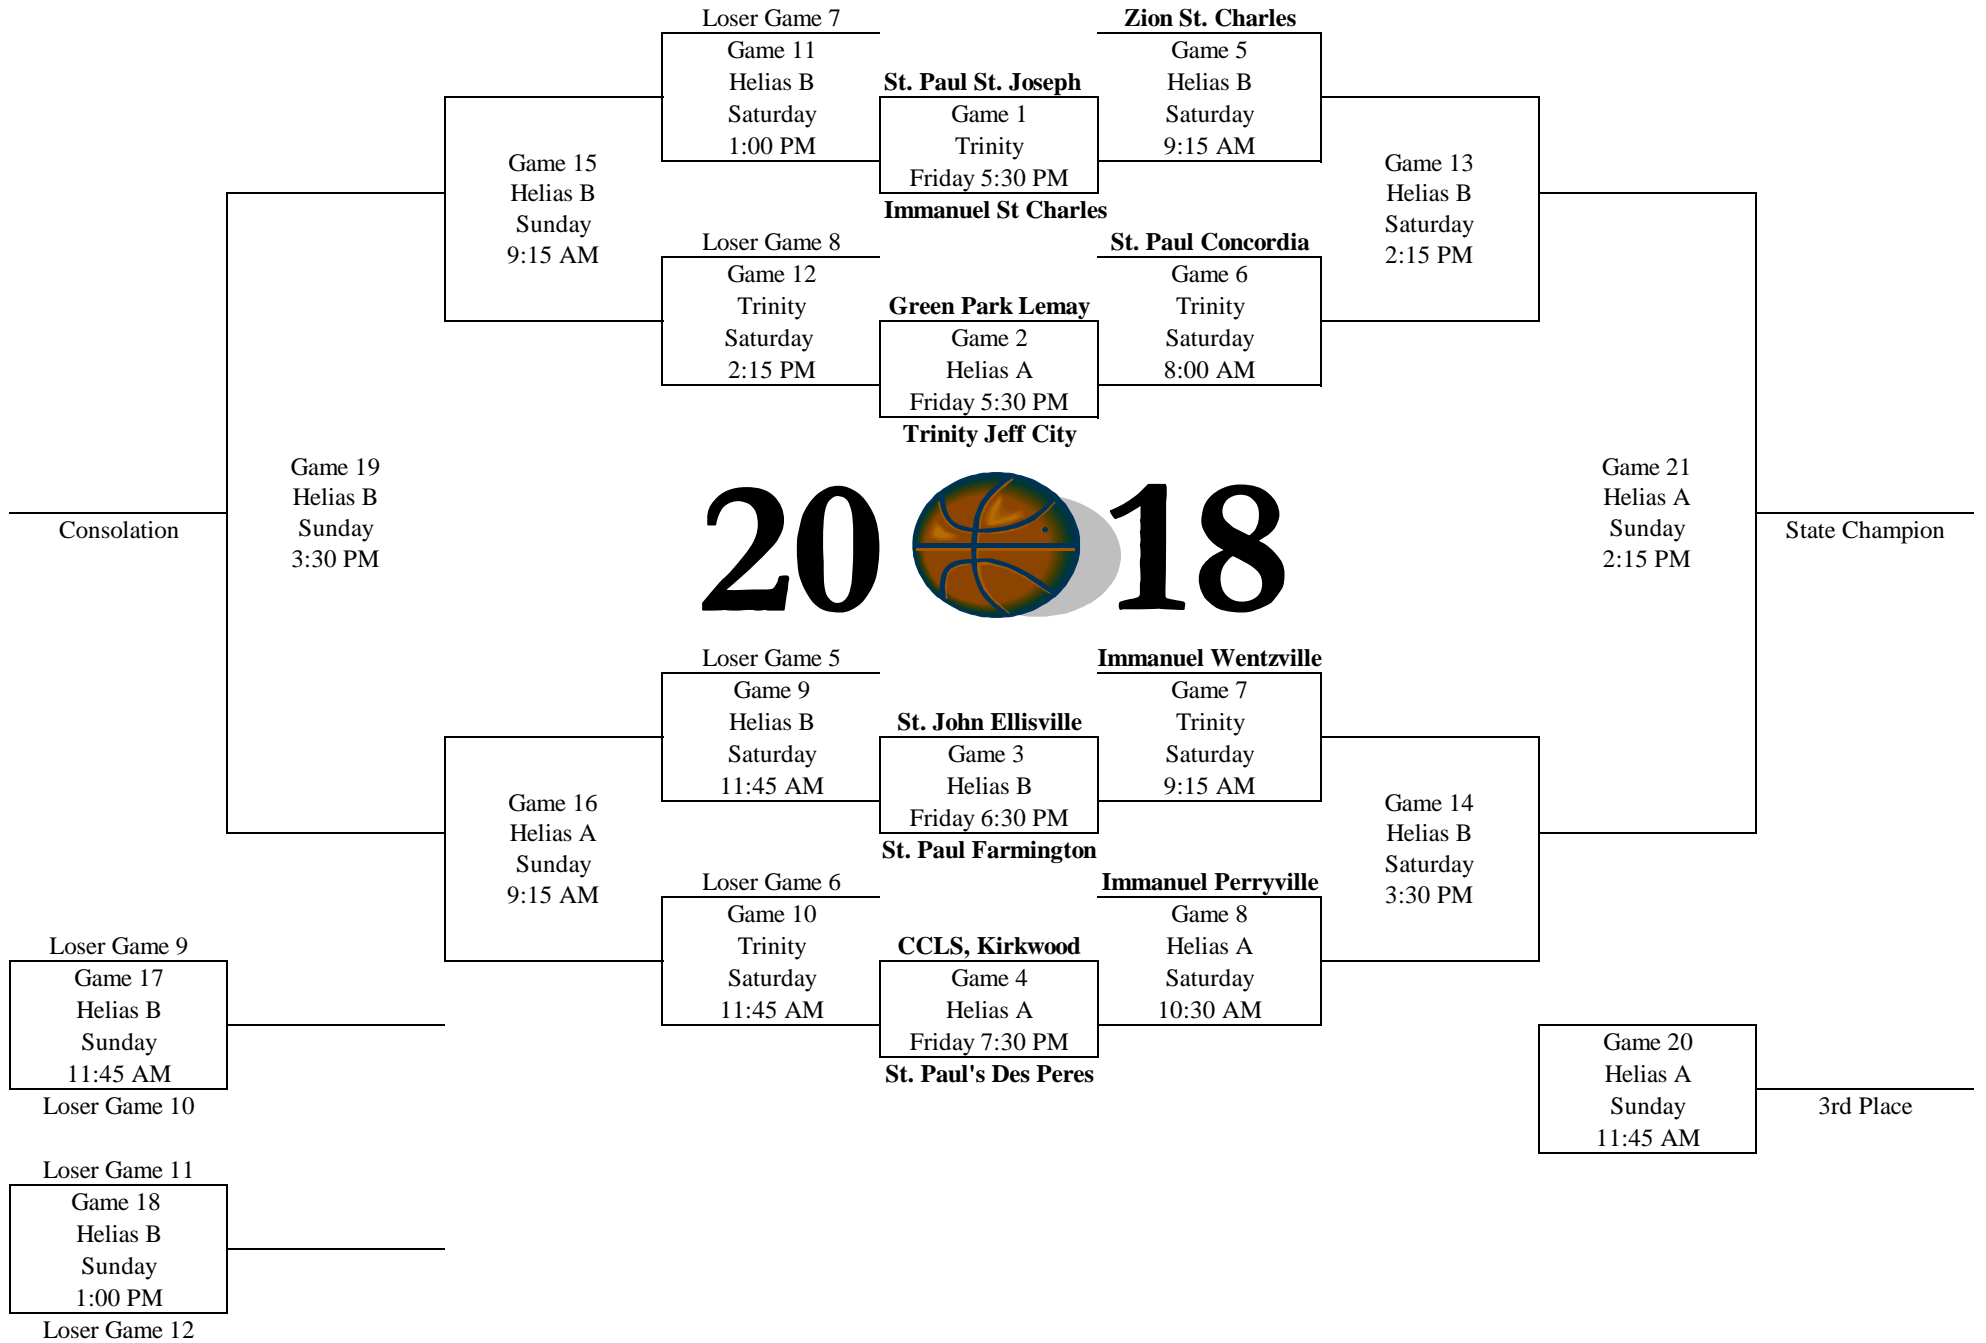 Loser Game 7
Game 11
Helias B
Saturday
1:00 PM
Zion St. Charles
Game 5
Helias B
Saturday
9:15 AM
St. Paul St. Joseph
Game 1
Trinity
Friday 5:30 PM
Immanuel St Charles
Game 15
Helias B
Sunday
9:15 AM
Game 13
Helias B
Saturday
2:15 PM
Loser Game 8
Game 12
Trinity
Saturday
2:15 PM
St. Paul Concordia
Game 6
Trinity
Saturday
8:00 AM
Green Park Lemay
Game 2
Helias A
Friday 5:30 PM
Trinity Jeff City
Game 19
Helias B
Sunday
3:30 PM
Consolation
2018
Game 21
Helias A
Sunday
2:15 PM
State Champion
Loser Game 5
Game 9
Helias B
Saturday
11:45 AM
Immanuel Wentzville
Game 7
Trinity
Saturday
9:15 AM
St. John Ellisville
Game 3
Helias B
Friday 6:30 PM
St. Paul Farmington
Game 16
Helias A
Sunday
9:15 AM
Game 14
Helias B
Saturday
3:30 PM
Loser Game 6
Game 10
Trinity
Saturday
11:45 AM
Immanuel Perryville
Game 8
Helias A
Saturday
10:30 AM
CCLS, Kirkwood
Game 4
Helias A
Friday 7:30 PM
St. Paul's Des Peres
Loser Game 9
Game 17
Helias B
Sunday
11:45 AM
Loser Game 10
Game 20
Helias A
Sunday
11:45 AM
3rd Place
Loser Game 11
Game 18
Helias B
Sunday
1:00 PM
Loser Game 12